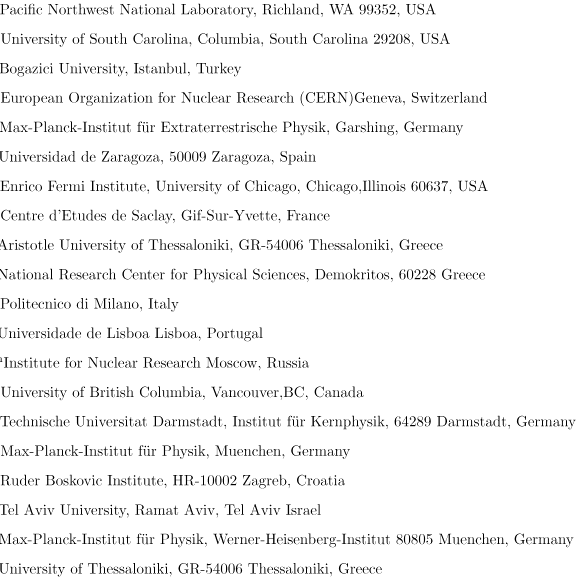 Pacific Northwest National Laboratory, Richland, WA 99352, USA
University of South Carolina, Columbia, South Carolina 29208, USA
Bogazici University, Istanbul, Turkey
European Organization for Nuclear Research (CERN)Geneva, Switzerland
Max-Planck-Institut für Extraterrestrische Physik, Garshing, Germany
Universidad de Zaragoza, 50009 Zaragoza, Spain
Enrico Fermi Institute, University of Chicago, Chicago,Illinois 60637, USA
Centre d'Etudes de Saclay, Gif-Sur-Yvette, France
Aristotle University of Thessaloniki, GR-54006 Thessaloniki, Greece
National Research Center for Physical Sciences, Demokritos, 60228 Greece
Politecnico di Milano, Italy
Universidade de Lisboa Lisboa, Portugal
ᵃInstitute for Nuclear Research Moscow, Russia
University of British Columbia, Vancouver,BC, Canada
Technische Universitat Darmstadt, Institut für Kernphysik, 64289 Darmstadt, Germany
Max-Planck-Institut für Physik, Muenchen, Germany
Ruder Boskovic Institute, HR-10002 Zagreb, Croatia
Tel Aviv University, Ramat Aviv, Tel Aviv Israel
Max-Planck-Institut für Physik, Werner-Heisenberg-Institut 80805 Muenchen, Germany
University of Thessaloniki, GR-54006 Thessaloniki, Greece